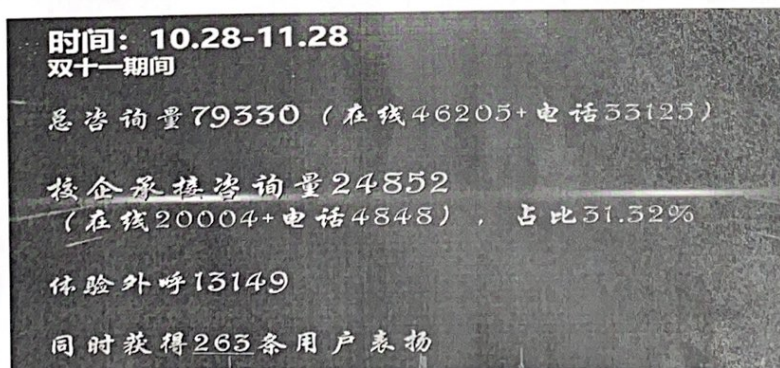 时间：10.28-11.28
双十一期间
总咨询量79330（在线46205+电话33125）
校企承接咨询量24852
（在线20004+电话4848），占比31.32%
体验外呼13149
同时获得263条用户表扬